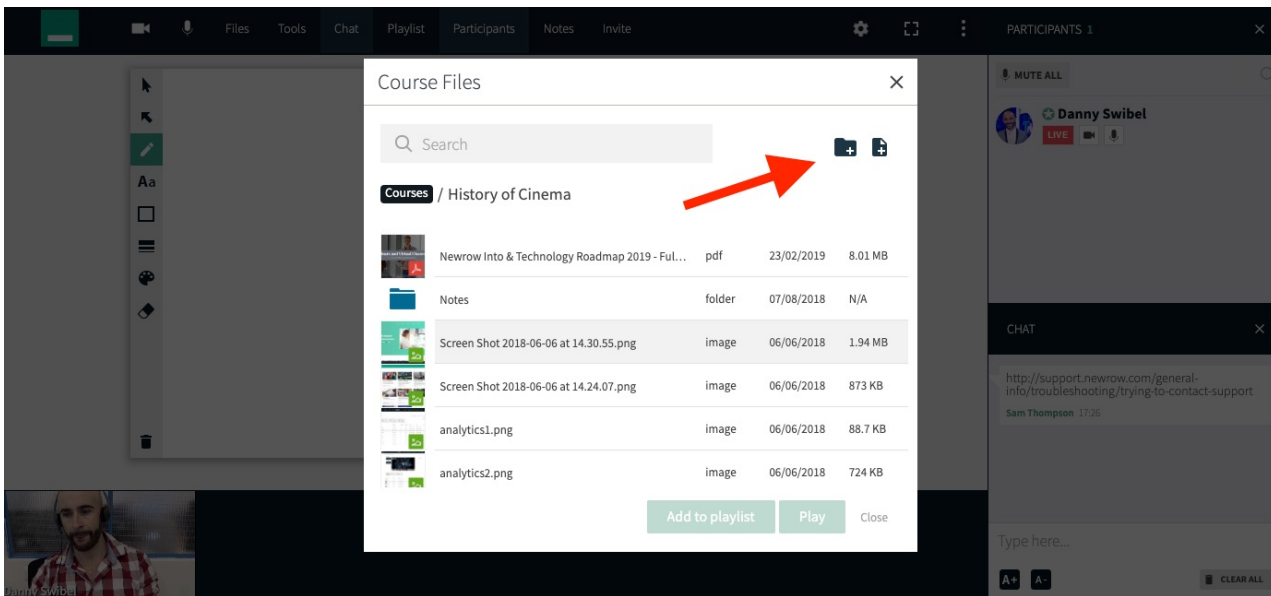 Files Tools Chat Playlist Participants Notes Invite
PARTICIPANTS 1
MUTE ALL
Danny Swibel
LIVE
Course Files
Search
Courses / History of Cinema
Newrow Into & Technology Roadmap 2019 - Ful... pdf 23/02/2019 8.01 MB
Notes folder 07/08/2018 N/A
Screen Shot 2018-06-06 at 14.30.55.png image 06/06/2018 1.94 MB
Screen Shot 2018-06-06 at 14.24.07.png image 06/06/2018 873 KB
analytics1.png image 06/06/2018 88.7 KB
analytics2.png image 06/06/2018 724 KB
Add to playlist Play Close
Aa
CHAT
http://support.newrow.com/general-
info/troubleshooting/trying-to-contact-support
Sam Thompson 17:26
Type here...
A+ A- CLEAR ALL
Danny Swibel